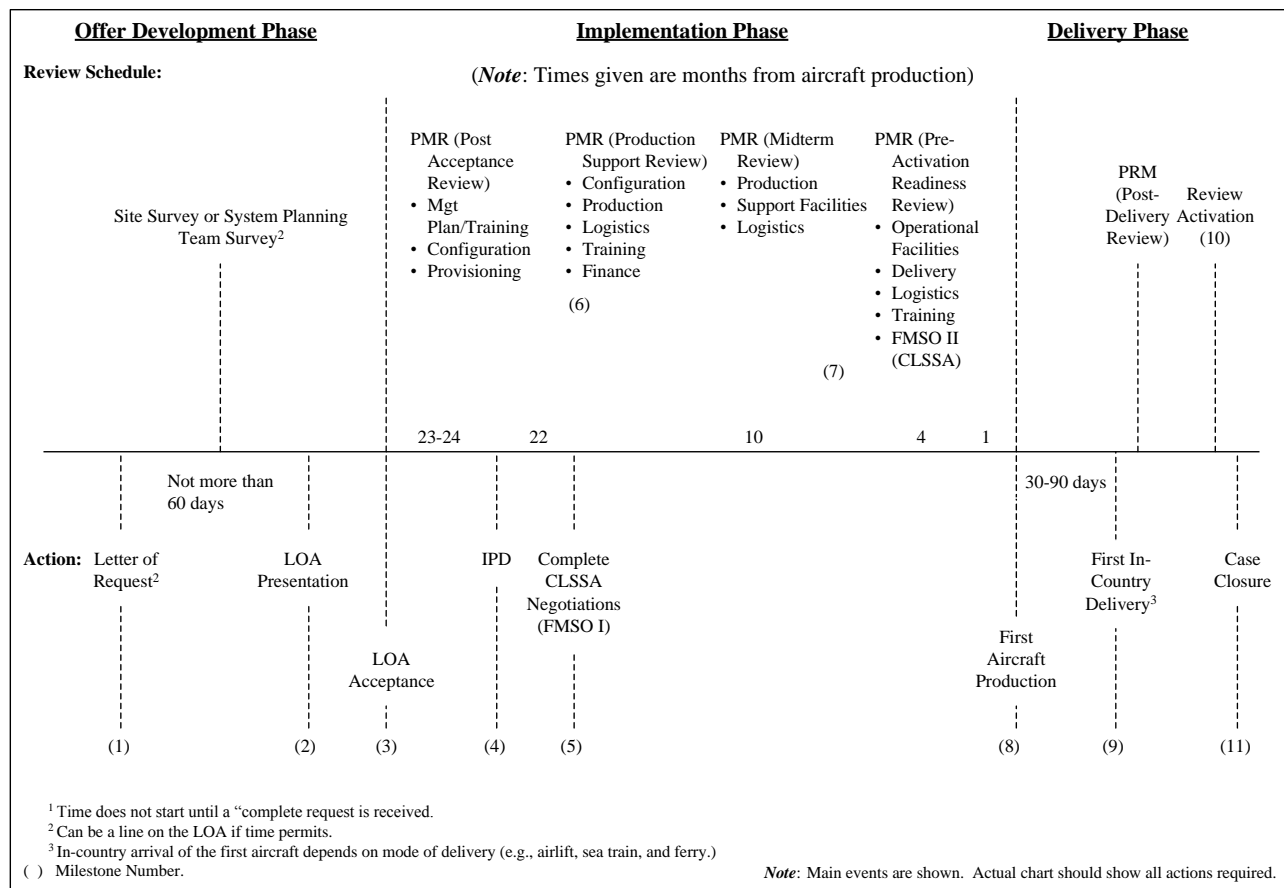 Offer Development Phase
Implementation Phase
Delivery Phase
Review Schedule:
(Note: Times given are months from aircraft production)
Site Survey or System Planning
Team Survey2
PMR (Post
Acceptance
Review)
• Mgt
Plan/Training
• Configuration
• Provisioning
PMR (Production
Support Review)
• Configuration
• Production
• Logistics
• Training
• Finance
(6)
PMR (Midterm
Review)
• Production
• Support Facilities
• Logistics
(7)
PMR (Pre-
Activation
Readiness
Review)
• Operational
Facilities
• Delivery
• Logistics
• Training
• FMSO II
(CLSSA)
PRM
(Post-
Delivery
Review)
Review
Activation
(10)
23-24
22
10
4
1
Not more than
60 days
30-90 days
Action:
Letter of
Request2
LOA
Presentation
LOA
Acceptance
IPD
Complete
CLSSA
Negotiations
(FMSO I)
First
Aircraft
Production
First In-
Country
Delivery3
Case
Closure
(1)
(2)
(3)
(4)
(5)
(8)
(9)
(11)
1 Time does not start until a “complete request is received.
2 Can be a line on the LOA if time permits.
3 In-country arrival of the first aircraft depends on mode of delivery (e.g., airlift, sea train, and ferry.)
( ) Milestone Number.
Note: Main events are shown. Actual chart should show all actions required.